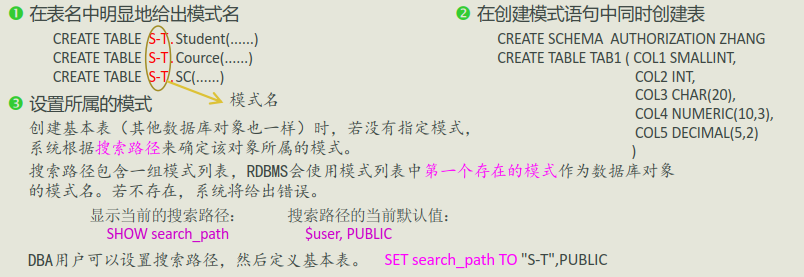 ❶ 在表名中明显地给出模式名
CREATE TABLE S-T.Student(......)
CREATE TABLE S-T.Cource(......)
CREATE TABLE S-T.SC(......)
模式名
❷ 在创建模式语句中同时创建表
CREATE SCHEMA AUTHORIZATION ZHANG
CREATE TABLE TAB1 ( COL1 SMALLINT,
COL2 INT,
COL3 CHAR(20),
COL4 NUMERIC(10,3),
COL5 DECIMAL(5,2)
)
❸ 设置所属的模式
创建基本表（其他数据库对象也一样）时，若没有指定模式，
系统根据搜索路径来确定该对象所属的模式。
搜索路径包含一组模式列表，RDBMS会使用模式列表中第一个存在的模式作为数据库对象
的模式名。若不存在，系统将给出错误。
显示当前的搜索路径： 搜索路径的当前默认值：
SHOW search_path $user, PUBLIC
DBA用户可以设置搜索路径，然后定义基本表。 SET search_path TO "S-T",PUBLIC